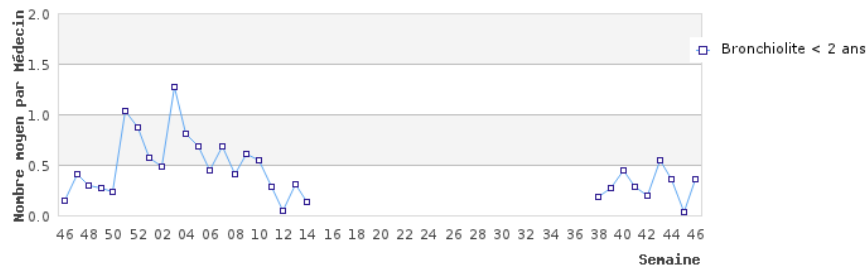 Nombre moyen par Médecin
2.0
1.5
1.0
0.5
0.0
46 48 50 52 02 04 06 08 10 12 14 16 18 20 22 24 26 28 30 32 34 36 38 40 42 44 46
Semaine
Bronchiolite < 2 ans